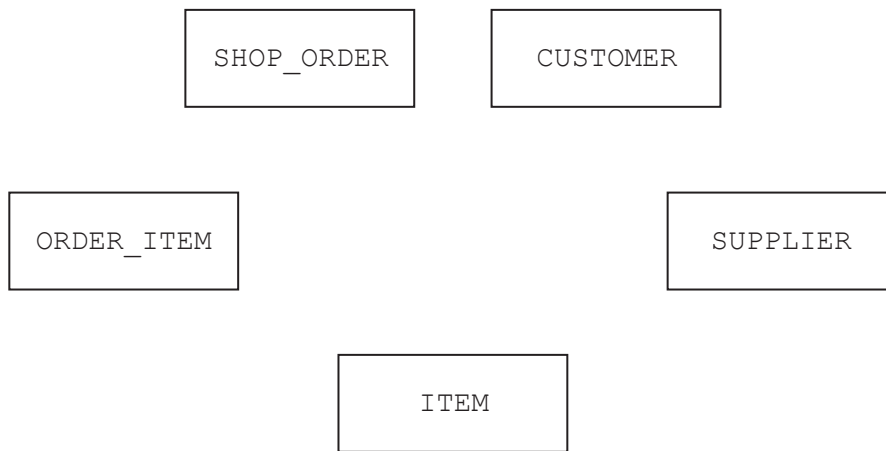 SHOP_ORDER
CUSTOMER
ORDER_ITEM
SUPPLIER
ITEM